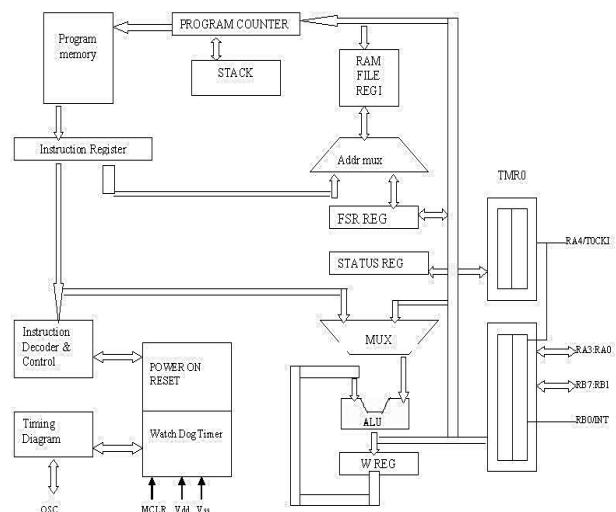 PROGRAM COUNTER
Program
memory
STACK
RAM
FILE
REGI
Instruction Register
Addr mux
TMR0
FSR REG
RA4/T0CKI
STATUS REG
Instruction
Decoder &
Control
POWER ON
RESET
MUX
RA3:RA0
RB7:RB1
Timing
Diagram
Watch Dog Timer
ALU
RB0/INT
W REG
OSC
MCLR
Vdd
Vss